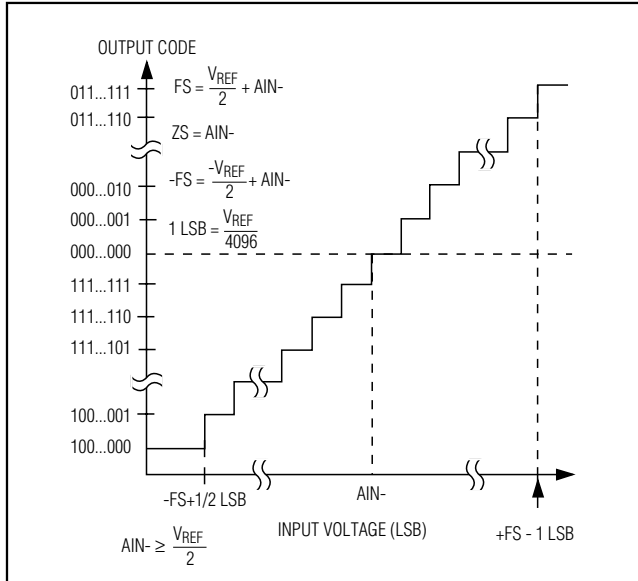 OUTPUT CODE
011...111
011...110
000...010
000...001
000...000
111...111
111...110
111...101
100...001
100...000
FS = V_REF/2 + AIN-
ZS = AIN-
-FS = -V_REF/2 + AIN-
1 LSB = V_REF/4096
-FS+1/2 LSB
AIN-
+FS - 1 LSB
INPUT VOLTAGE (LSB)
AIN- ≥ V_REF/2